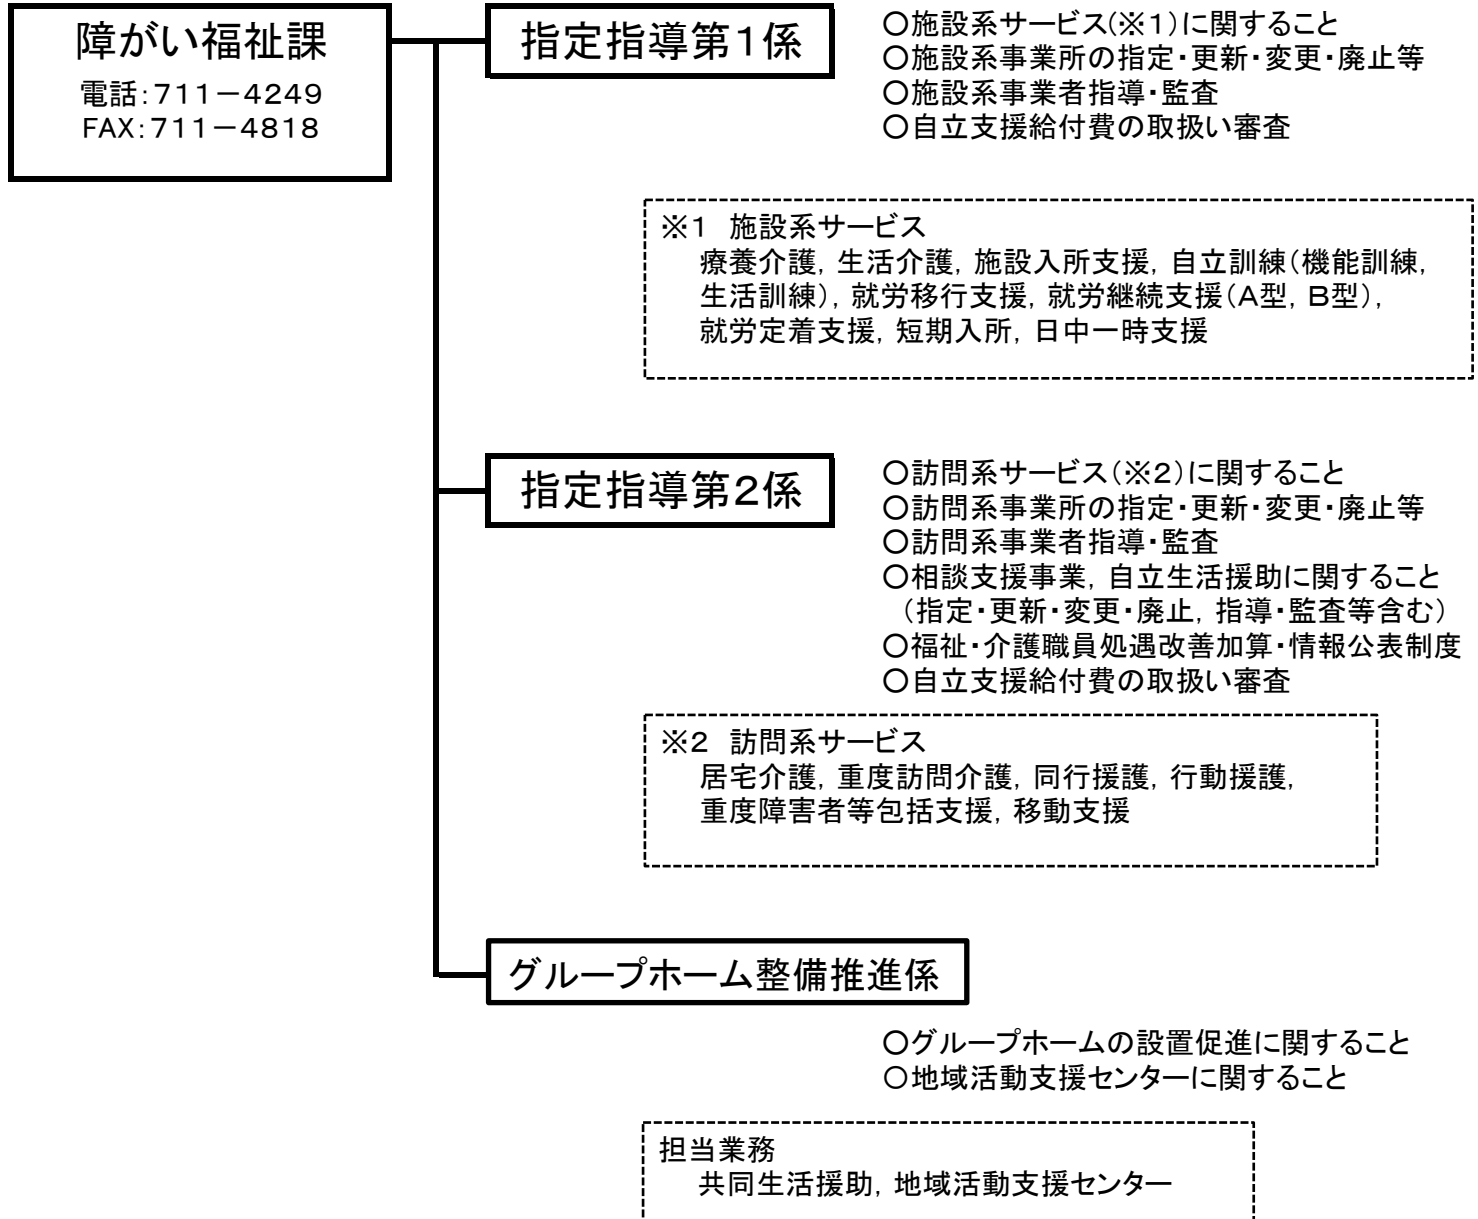 障がい福祉課
電話：７１１－４２４９
FAX：７１１－４８１８
指定指導第１係
○施設系サービス（※１）に関すること
○施設系事業所の指定・更新・変更・廃止等
○施設系事業者指導・監査
○自立支援給付費の取扱い審査
※１　施設系サービス
療養介護，生活介護，施設入所支援，自立訓練（機能訓練，
生活訓練），就労移行支援，就労継続支援（Ａ型，Ｂ型），
就労定着支援，短期入所，日中一時支援
指定指導第２係
○訪問系サービス（※２）に関すること
○訪問系事業所の指定・更新・変更・廃止等
○訪問系事業者指導・監査
○相談支援事業，自立生活援助に関すること
（指定・更新・変更・廃止，指導・監査等含む）
○福祉・介護職員処遇改善加算・情報公表制度
○自立支援給付費の取扱い審査
※２　訪問系サービス
居宅介護，重度訪問介護，同行援護，行動援護，
重度障害者等包括支援，移動支援
グループホーム整備推進係
○グループホームの設置促進に関すること
○地域活動支援センターに関すること
担当業務
共同生活援助，地域活動支援センター